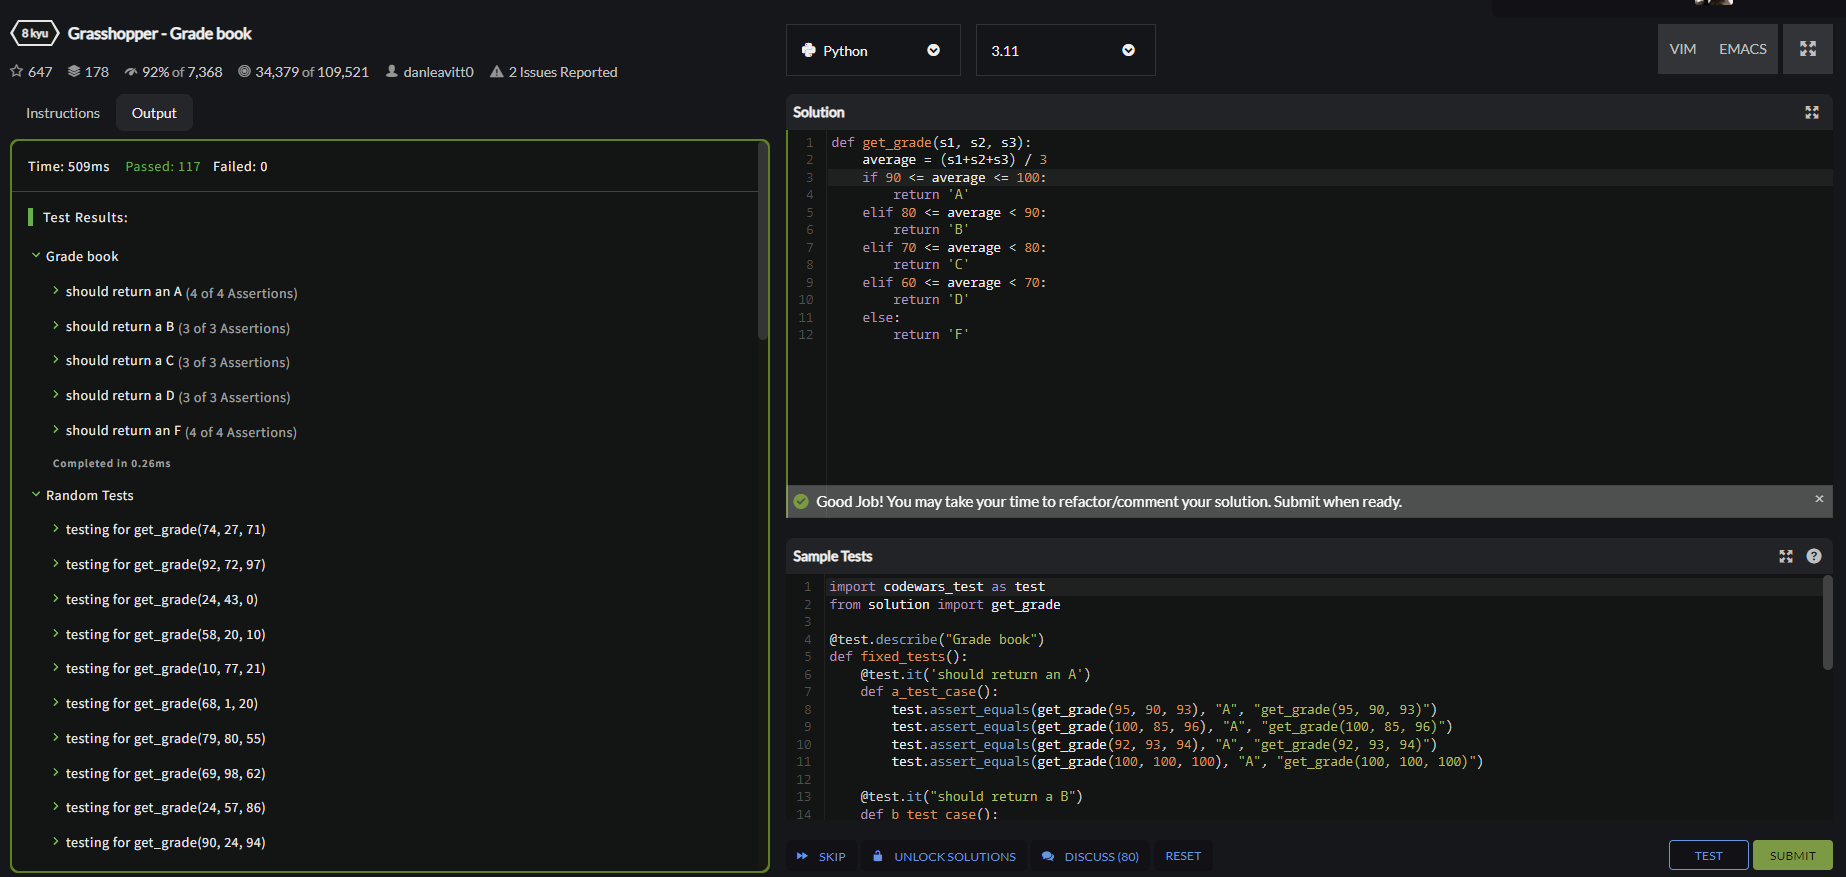 8 kyu Grasshopper - Grade book
647 178 92% of 7,368 34,379 of 109,521 danleavitt0 2 Issues Reported
Instructions Output
Time: 509ms Passed: 117 Failed: 0
Test Results:
Grade book
should return an A (4 of 4 Assertions)
should return a B (3 of 3 Assertions)
should return a C (3 of 3 Assertions)
should return a D (3 of 3 Assertions)
should return an F (4 of 4 Assertions)
Completed in 0.26ms
Random Tests
testing for get_grade(74, 27, 71)
testing for get_grade(92, 72, 97)
testing for get_grade(24, 43, 0)
testing for get_grade(58, 20, 10)
testing for get_grade(10, 77, 21)
testing for get_grade(68, 1, 20)
testing for get_grade(79, 80, 55)
testing for get_grade(69, 98, 62)
testing for get_grade(24, 57, 86)
testing for get_grade(90, 24, 94)
Python 3.11 VIM EMACS
Solution
1 def get_grade(s1, s2, s3):
2     average = (s1+s2+s3) / 3
3     if 90 <= average <= 100:
4         return 'A'
5     elif 80 <= average < 90:
6         return 'B'
7     elif 70 <= average < 80:
8         return 'C'
9     elif 60 <= average < 70:
10         return 'D'
11     else:
12         return 'F'
Good Job! You may take your time to refactor/comment your solution. Submit when ready. ×
Sample Tests ?
1 import codewars_test as test
2 from solution import get_grade
3
4 @test.describe("Grade book")
5 def fixed_tests():
6     @test.it('should return an A')
7     def a_test_case():
8         test.assert_equals(get_grade(95, 90, 93), "A", "get_grade(95, 90, 93)")
9         test.assert_equals(get_grade(100, 85, 96), "A", "get_grade(100, 85, 96)")
10         test.assert_equals(get_grade(92, 93, 94), "A", "get_grade(92, 93, 94)")
11         test.assert_equals(get_grade(100, 100, 100), "A", "get_grade(100, 100, 100)")
12
13     @test.it("should return a B")
14     def b_test_case():
SKIP UNLOCK SOLUTIONS DISCUSS (80) RESET TEST SUBMIT